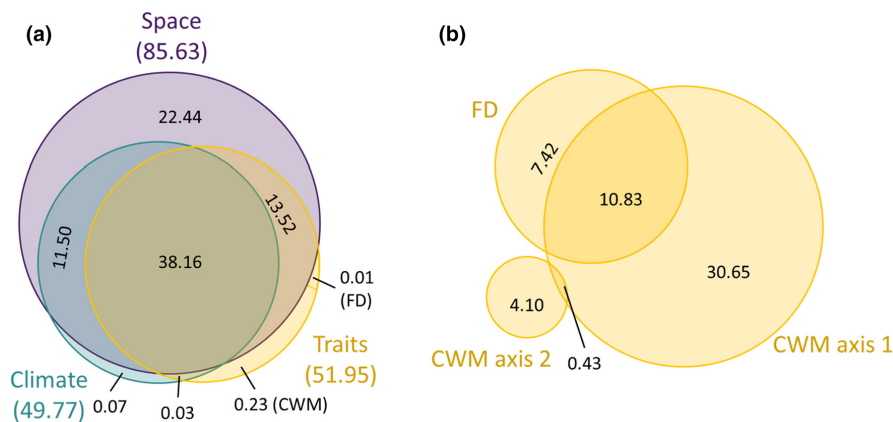 (a)
Space
(85.63)
22.44
11.50
13.52
38.16
0.01
(FD)
Traits
(51.95)
Climate
(49.77)
0.07
0.03
0.23 (CWM)
(b)
FD
7.42
10.83
30.65
4.10
CWM axis 2
0.43
CWM axis 1